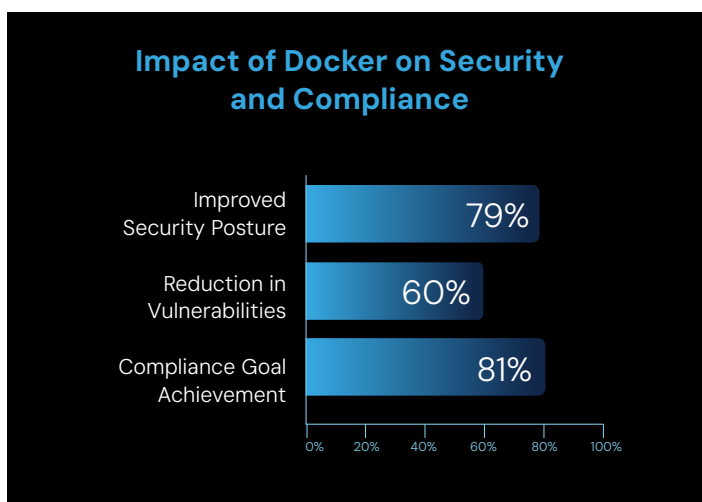 Impact of Docker on Security
and Compliance
Improved
Security Posture
79%
Reduction in
Vulnerabilities
60%
Compliance Goal
Achievement
81%
0% 20% 40% 60% 80% 100%